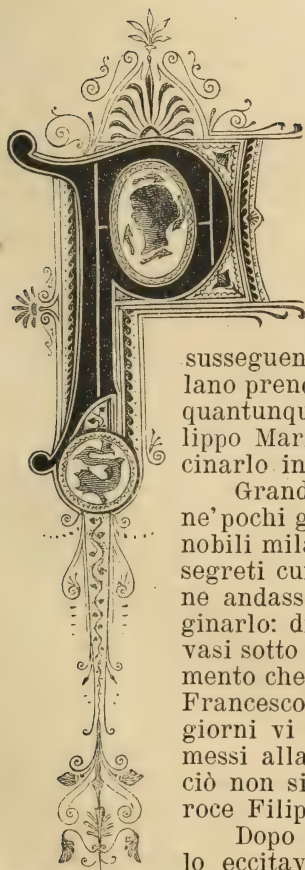 P
susseguen
lano prend
quantunqu
lippo Mar
cinarlo in
Grand
ne'pochi g
nobili mila
segreti cu
ne andass
ginarlo: d
vasi sotto
mento che
Francesco
giorni vi
messi alla
ciò non si
roce Filip
Dopo
lo eccitav